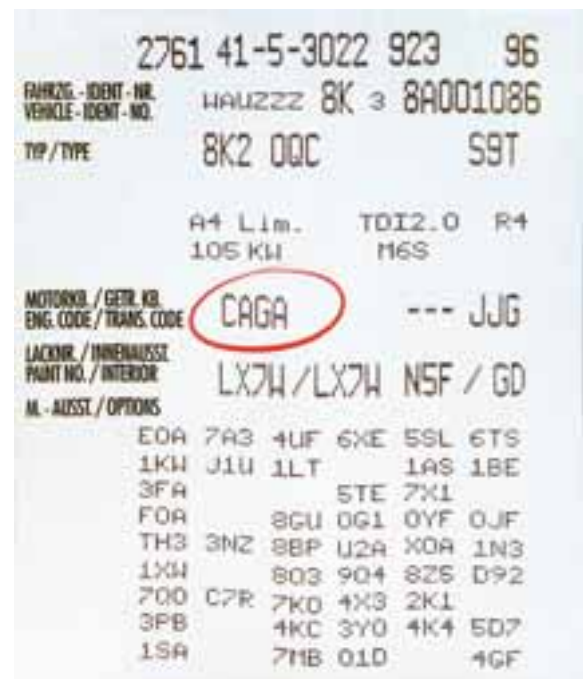 2761 41-5-3022 923 96
FAHRZG.-IDENT-NR. WAUZZZ 8K 3 8A001086
VEHICLE-IDENT-NO.
TYP/TYPE 8K2 0QC S9T
A4 Lim. TDI2.0 R4
105 KW M6S
MOTORKB./GETR.KB. CAGA --- JJG
ENG. CODE/TRANS. CODE
LACKNR./INNENAUSST.
PAINT NO./INTERIOR LX7W/LX7W N5F / GD
M.-AUSST./OPTIONS
E0A 7A3 4UF 6XE 5SL 6TS
1KW J1U 1LT 1AS 1BE
3FA 5TE 7X1
F0A 8GU 0G1 0YF 0JF
TH3 3NZ 8BP U2A X0A 1N3
1XW 803 904 8Z5 D92
700 C7R 7K0 4X3 2K1
3PB 4KC 3Y0 4K4 5D7
1SA 7MB 01D 4GF